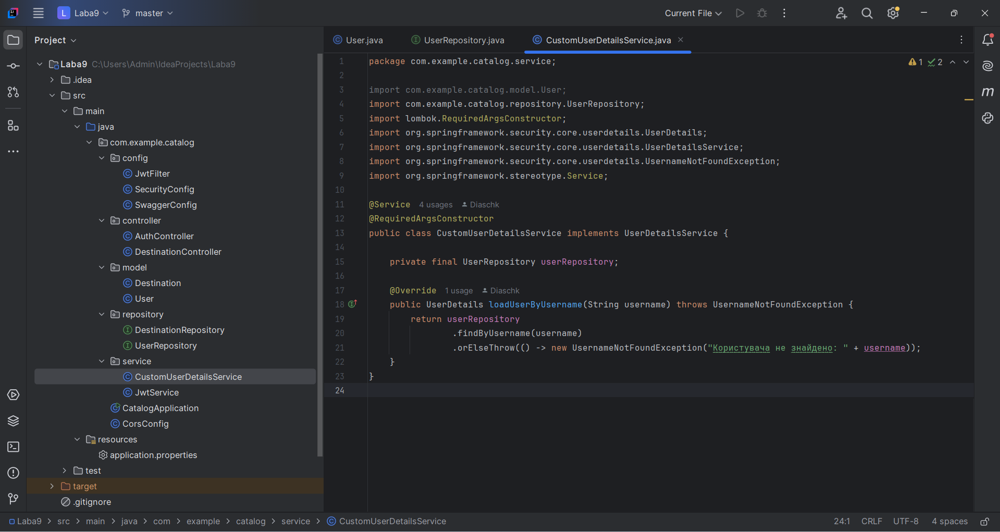 L Laba9 master Current File
Project
Laba9 C:\Users\Admin\IdeaProjects\Laba9
.idea
src
main
java
com.example.catalog
config
JwtFilter
SecurityConfig
SwaggerConfig
controller
AuthController
DestinationController
model
Destination
User
repository
DestinationRepository
UserRepository
service
CustomUserDetailsService
JwtService
CatalogApplication
CorsConfig
resources
application.properties
test
target
.gitignore
User.java UserRepository.java CustomUserDetailsService.java
1 package com.example.catalog.service; 1 2
2
3 import com.example.catalog.model.User;
4 import com.example.catalog.repository.UserRepository;
5 import lombok.RequiredArgsConstructor;
6 import org.springframework.security.core.userdetails.UserDetails;
7 import org.springframework.security.core.userdetails.UserDetailsService;
8 import org.springframework.security.core.userdetails.UsernameNotFoundException;
9 import org.springframework.stereotype.Service;
10
11 @Service 4 usages Diaschk
12 @RequiredArgsConstructor
13 public class CustomUserDetailsService implements UserDetailsService {
14
15 private final UserRepository userRepository;
16
17 @Override 1 usage Diaschk
18 public UserDetails loadUserByUsername(String username) throws UsernameNotFoundException {
19 return userRepository
20 .findByUsername(username)
21 .orElseThrow(() -> new UsernameNotFoundException("Користувача не знайдено: " + username));
22 }
23 }
24
m
Laba9 > src > main > java > com > example > catalog > service > CustomUserDetailsService 24:1 CRLF UTF-8 4 spaces